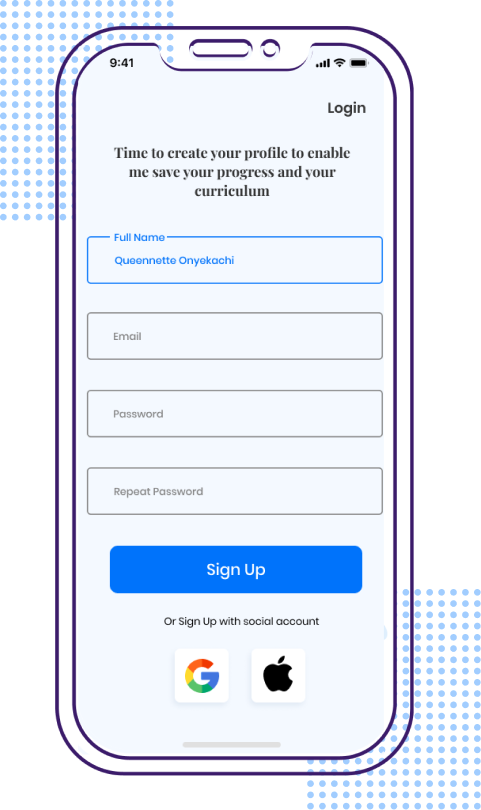 9:41
Login
Time to create your profile to enable
me save your progress and your
curriculum
Full Name
Queennette Onyekachi
Email
Password
Repeat Password
Sign Up
Or Sign Up with social account